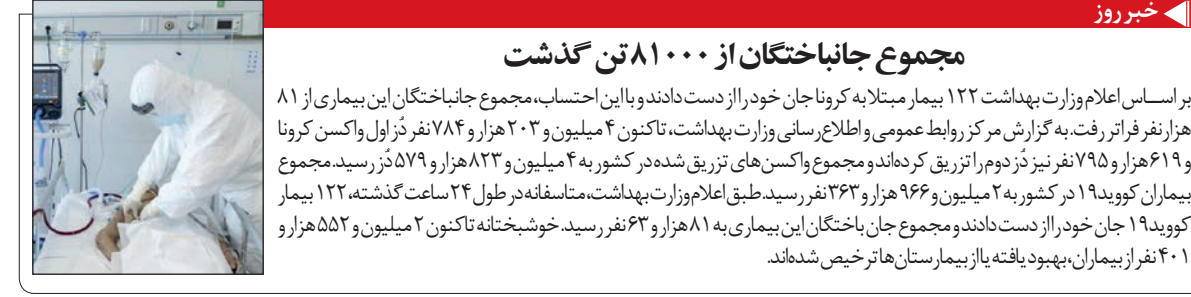 خبر روز
مجموع جانباختگان از ۸۱۰۰۰ تن گذشت
بر اساس اعلام وزارت بهداشت ۱۲۲ بیمار مبتلا به کرونا جان خود را از دست دادند و با این احتساب، مجموع جانباختگان این بیماری از ۸۱
هزار نفر فراتر رفت. به گزارش مرکز روابط عمومی و اطلاع‌رسانی وزارت بهداشت، تاکنون ۴ میلیون و ۲۰۳ هزار و ۷۸۴ نفر دُز اول واکسن کرونا
و ۶۱۹ هزار و ۷۹۵ نفر نیز دُز دوم را تزریق کرده‌اند و مجموع واکسن‌های تزریق شده در کشور به ۴ میلیون و ۸۲۳ هزار و ۵۷۹ دُز رسید. مجموع
بیماران کووید۱۹ در کشور به ۲ میلیون و ۹۶۶ هزار و ۳۶۳ نفر رسید. طبق اعلام وزارت بهداشت، متاسفانه در طول ۲۴ ساعت گذشته، ۱۲۲ بیمار
کووید۱۹ جان خود را از دست دادند و مجموع جان باختگان این بیماری به ۸۱ هزار و ۶۳ نفر رسید. خوشبختانه تاکنون ۲ میلیون و ۵۵۲ هزار و
۴۰۱ نفر از بیماران، بهبود یافته یا از بیمارستان‌ها ترخیص شده‌اند.